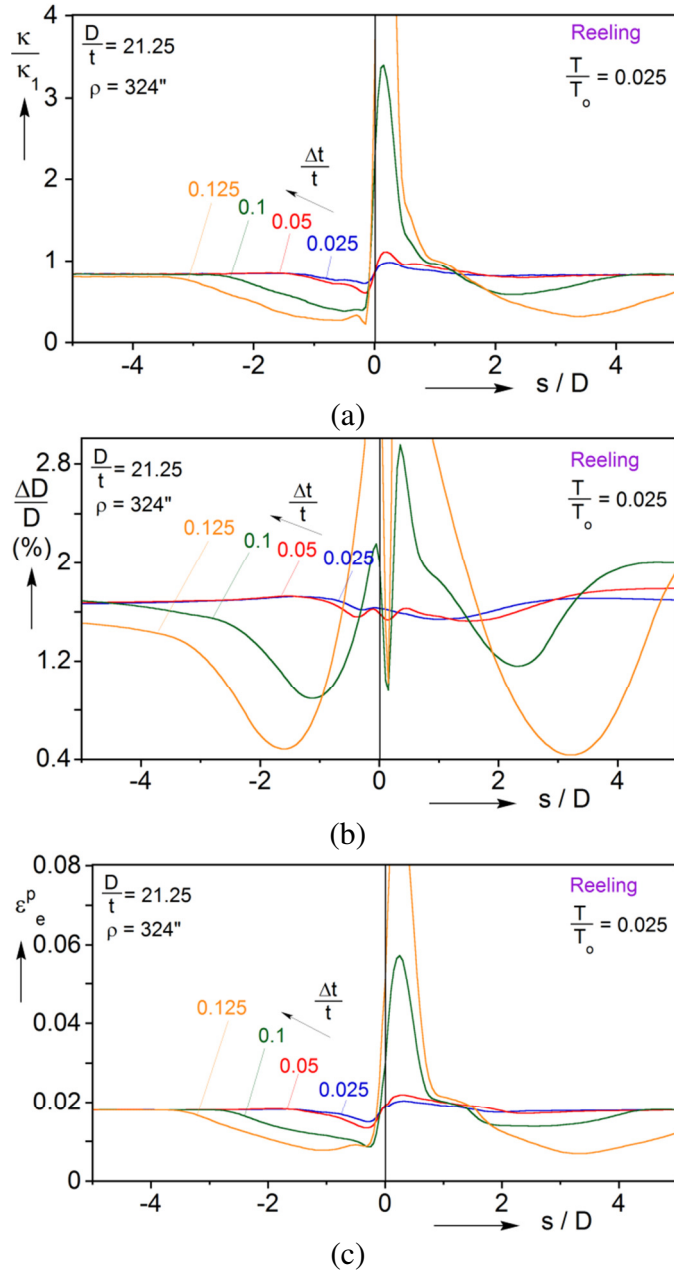 4
3
2
1
0
κ
κ₁
D
t = 21.25
ρ = 324"
Reeling
T
Tₒ = 0.025
Δt
t
0.125
0.1
0.05
0.025
-4 -2 0 2 4
s / D
(a)
2.8
2
1.2
0.4
ΔD
D
(%)
D
t = 21.25
ρ = 324"
Reeling
T
Tₒ = 0.025
Δt
t
0.125
0.1
0.05
0.025
-4 -2 0 2 4
s / D
(b)
0.08
0.06
0.04
0.02
0
εᵖₑ
D
t = 21.25
ρ = 324"
Reeling
T
Tₒ = 0.025
Δt
t
0.125
0.1
0.05
0.025
-4 -2 0 2 4
s / D
(c)